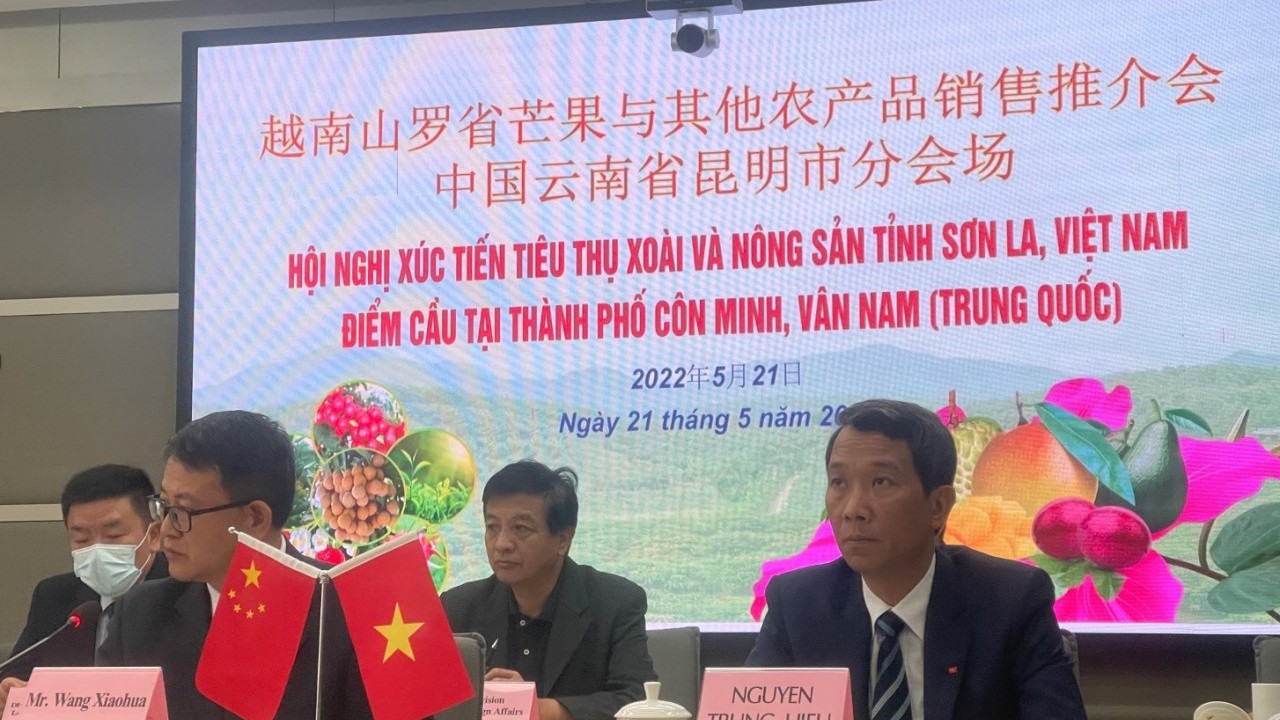 越南山罗省芒果与其他农产品销售推介会
中国云南省昆明市分会场
HỘI NGHỊ XÚC TIẾN TIÊU THỤ XOÀI VÀ NÔNG SẢN TỈNH SƠN LA, VIỆT NAM
ĐIỂM CẦU TẠI THÀNH PHỐ CÔN MINH, VÂN NAM (TRUNG QUỐC)
2022年5月21日
Ngày 21 tháng 5 năm 20
Mr. Wang Xiaohua
NGUYEN
TRUNG HIEU